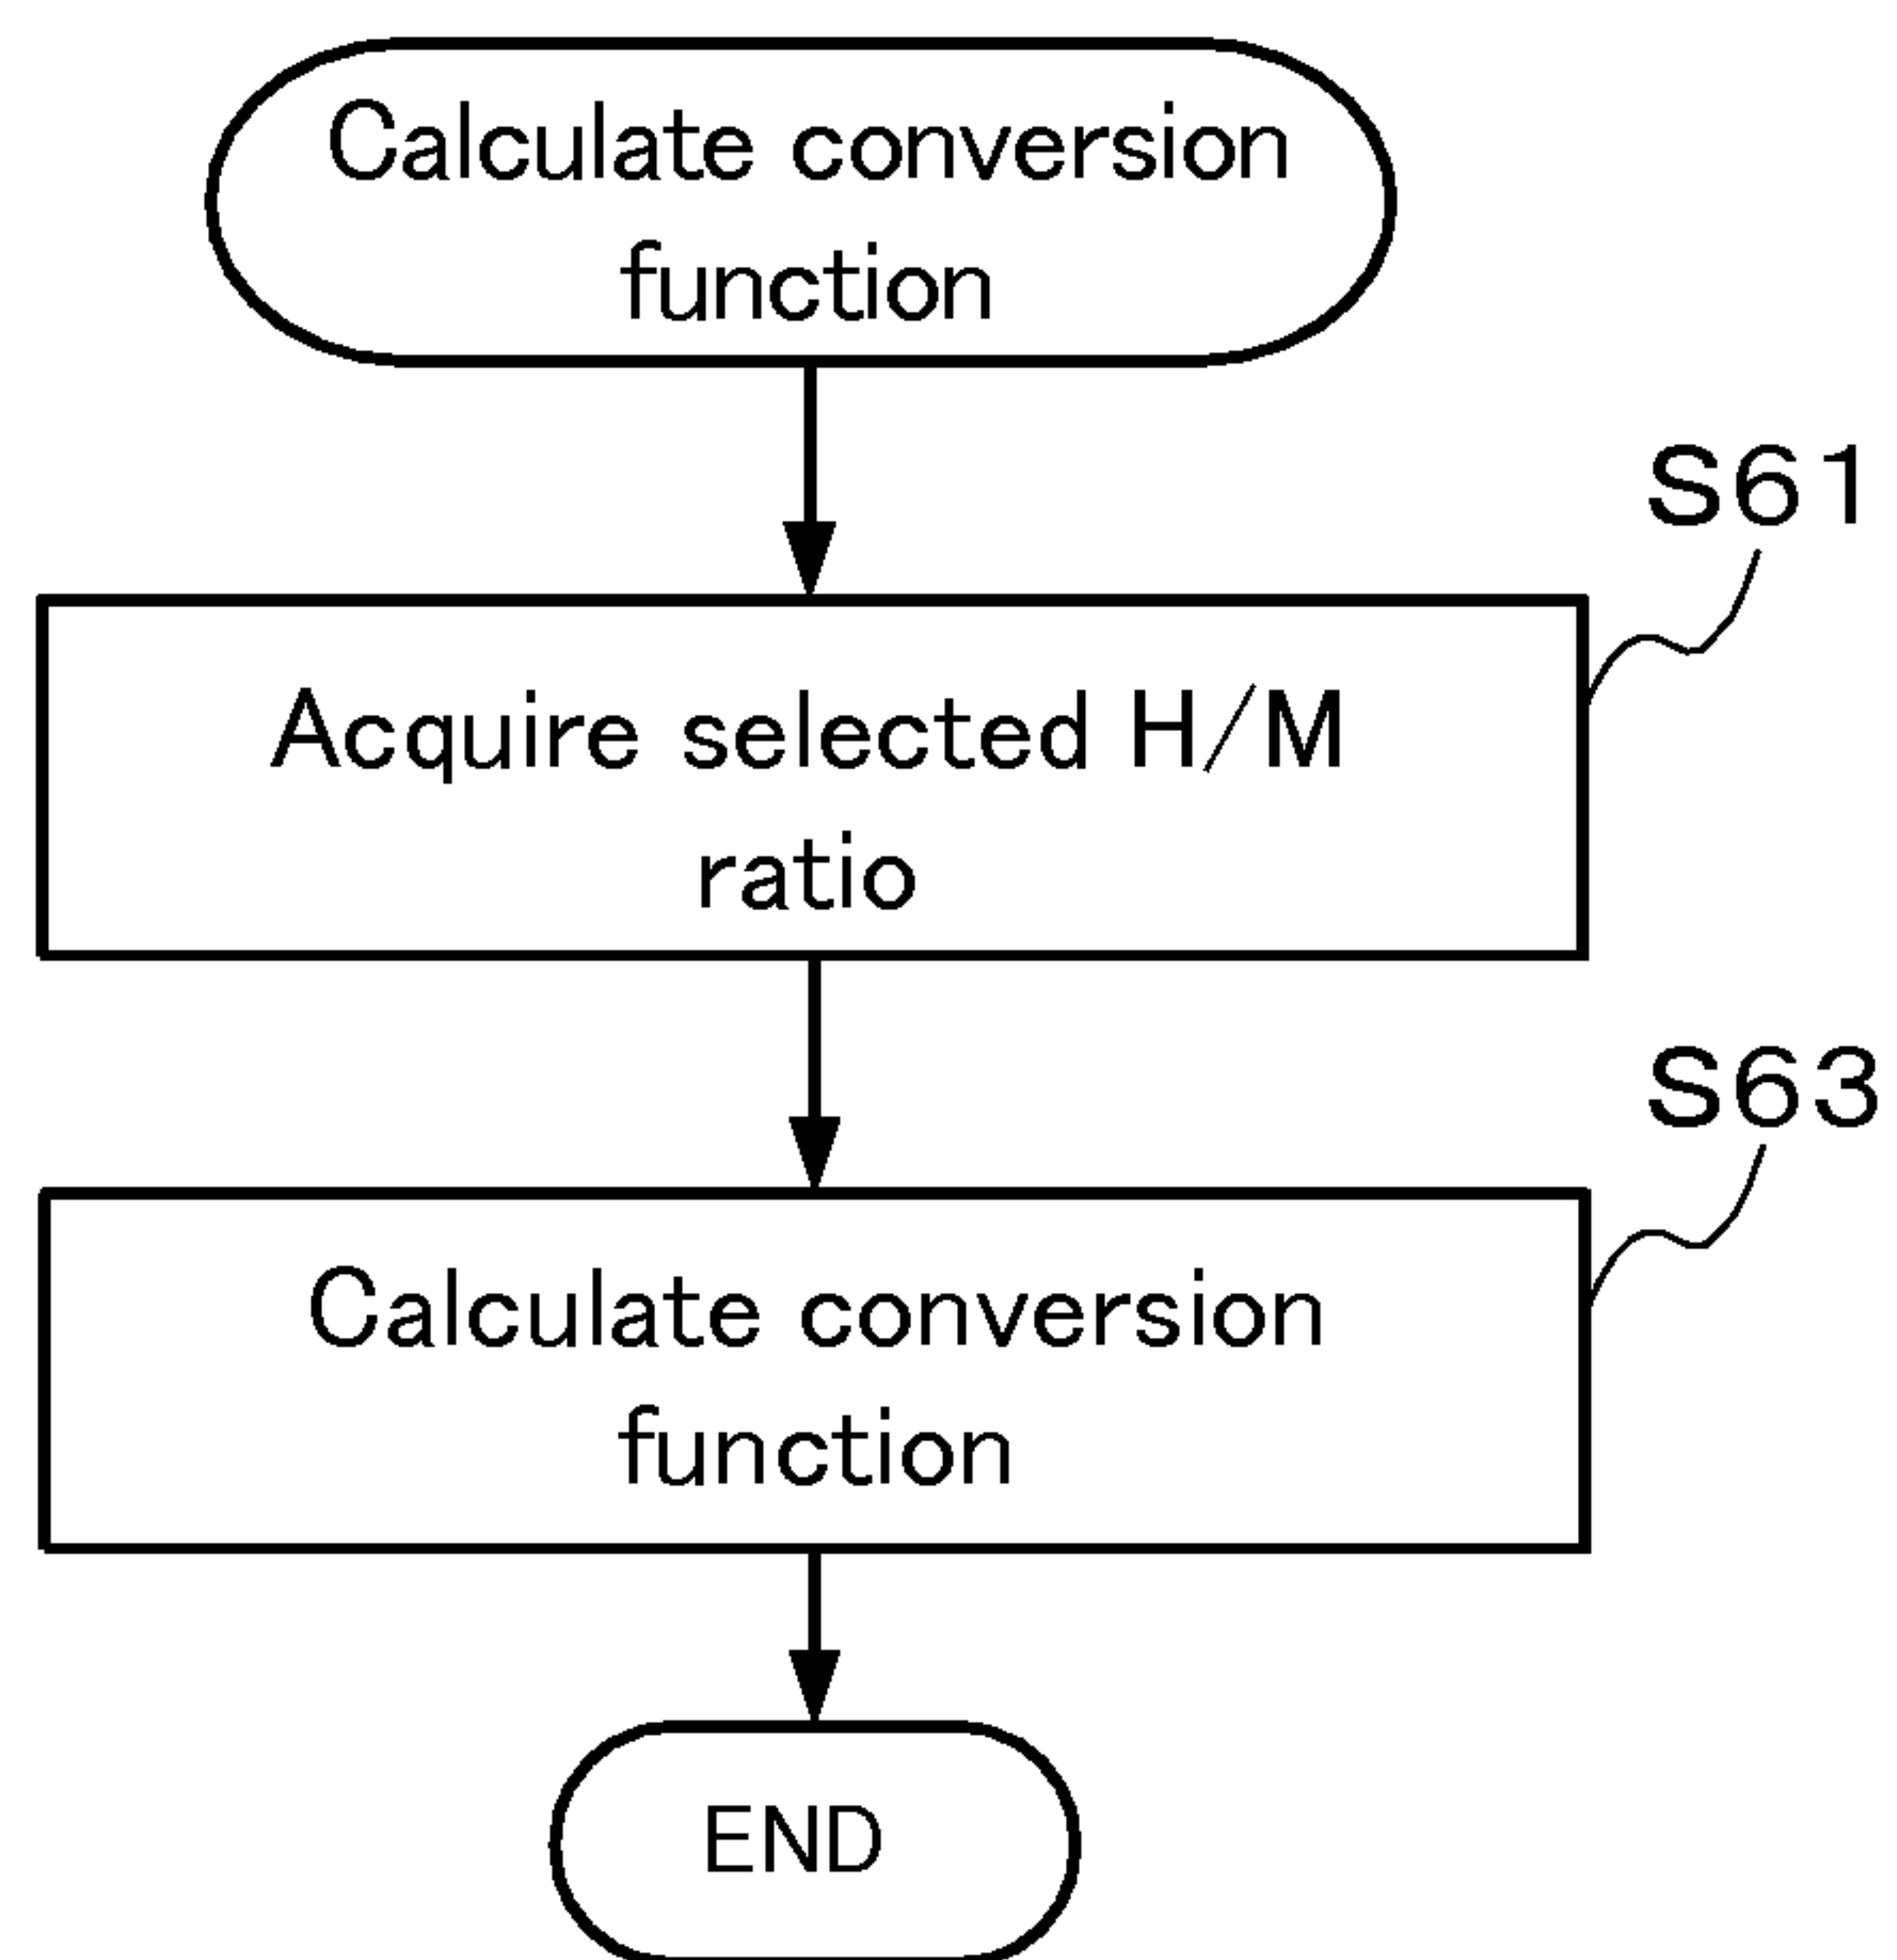 Calculate conversion
function
S61
Acquire selected H/M
ratio
S63
Calculate conversion
function
END